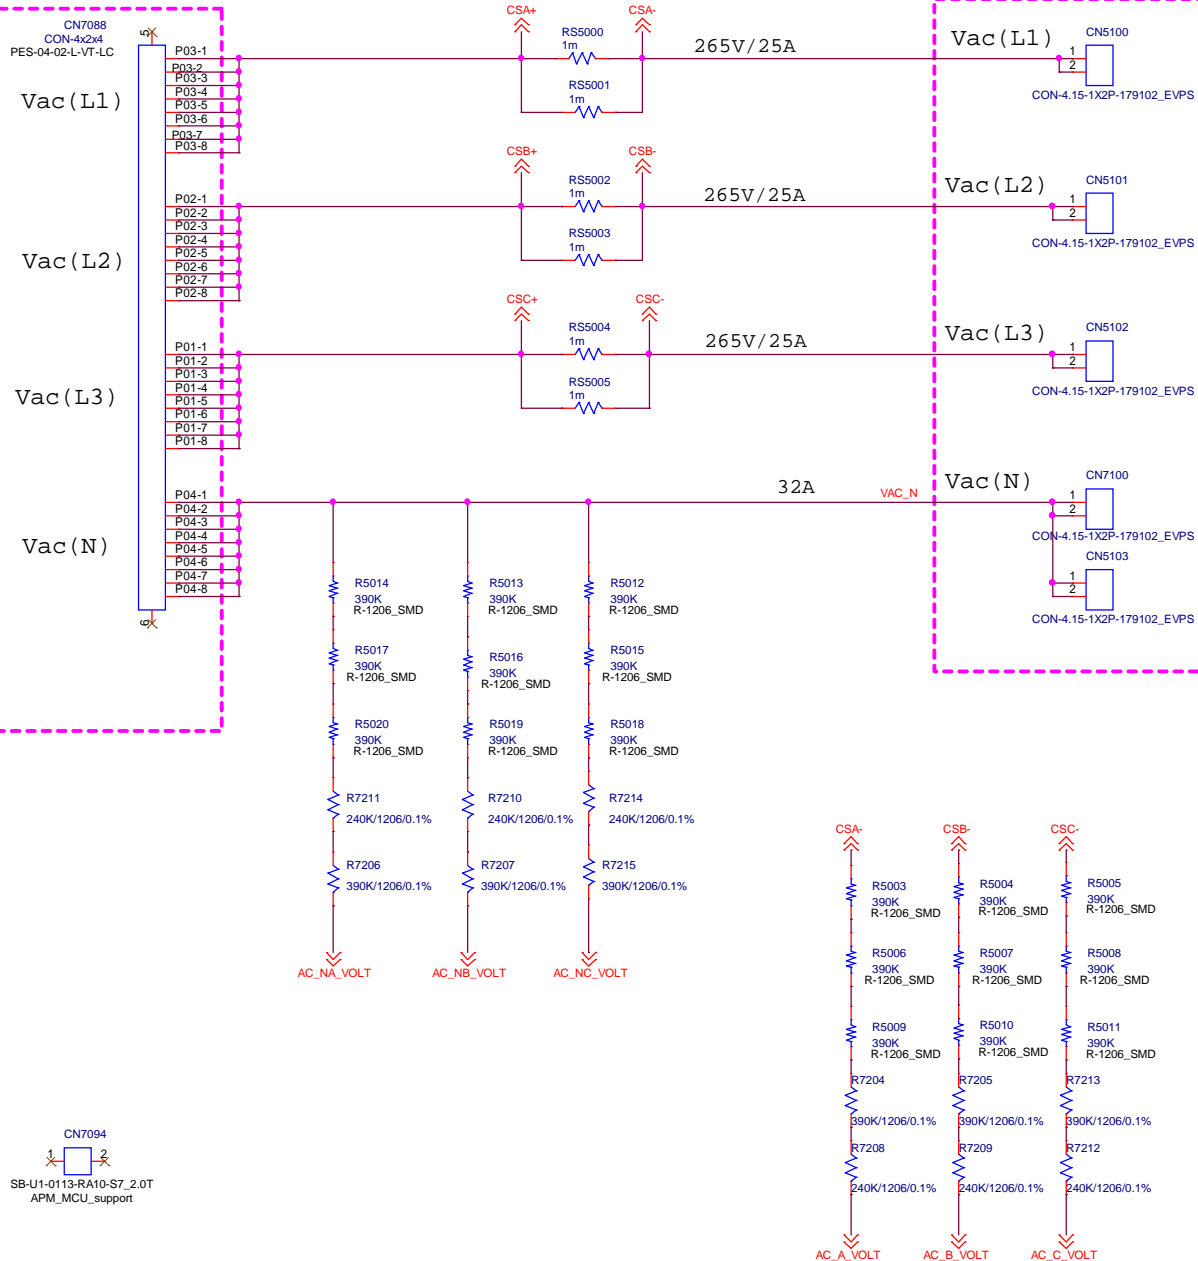 CN7088
CON-4x2x4
PES-04-02-L-VT-LC
5
P03-1
P03-2
P03-3
P03-4
P03-5
P03-6
P03-7
P03-8
Vac(L1)
P02-1
P02-2
P02-3
P02-4
P02-5
P02-6
P02-7
P02-8
Vac(L2)
P01-1
P01-2
P01-3
P01-4
P01-5
P01-6
P01-7
P01-8
Vac(L3)
P04-1
P04-2
P04-3
P04-4
P04-5
P04-6
P04-7
P04-8
Vac(N)
6
CSA+
CSA-
RS5000
1m
RS5001
1m
265V/25A
Vac(L1)
CN5100
1
2
CON-4.15-1X2P-179102_EVPS
CSB+
CSB-
RS5002
1m
RS5003
1m
265V/25A
Vac(L2)
CN5101
1
2
CON-4.15-1X2P-179102_EVPS
CSC+
CSC-
RS5004
1m
RS5005
1m
265V/25A
Vac(L3)
CN5102
1
2
CON-4.15-1X2P-179102_EVPS
32A
VAC_N
Vac(N)
CN7100
1
2
CON-4.15-1X2P-179102_EVPS
CN5103
1
2
CON-4.15-1X2P-179102_EVPS
R5014
390K
R-1206_SMD
R5013
390K
R-1206_SMD
R5012
390K
R-1206_SMD
R5017
390K
R-1206_SMD
R5016
390K
R-1206_SMD
R5015
390K
R-1206_SMD
R5020
390K
R-1206_SMD
R5019
390K
R-1206_SMD
R5018
390K
R-1206_SMD
R7211
240K/1206/0.1%
R7210
240K/1206/0.1%
R7214
240K/1206/0.1%
R7206
390K/1206/0.1%
R7207
390K/1206/0.1%
R7215
390K/1206/0.1%
AC_NA_VOLT
AC_NB_VOLT
AC_NC_VOLT
CSA-
CSB-
CSC-
R5003
390K
R-1206_SMD
R5004
390K
R-1206_SMD
R5005
390K
R-1206_SMD
R5006
390K
R-1206_SMD
R5007
390K
R-1206_SMD
R5008
390K
R-1206_SMD
R5009
390K
R-1206_SMD
R5010
390K
R-1206_SMD
R5011
390K
R-1206_SMD
R7204
390K/1206/0.1%
R7205
390K/1206/0.1%
R7213
390K/1206/0.1%
R7208
240K/1206/0.1%
R7209
240K/1206/0.1%
R7212
240K/1206/0.1%
AC_A_VOLT
AC_B_VOLT
AC_C_VOLT
CN7094
1
2
SB-U1-0113-RA10-S7_2.0T
APM_MCU_support